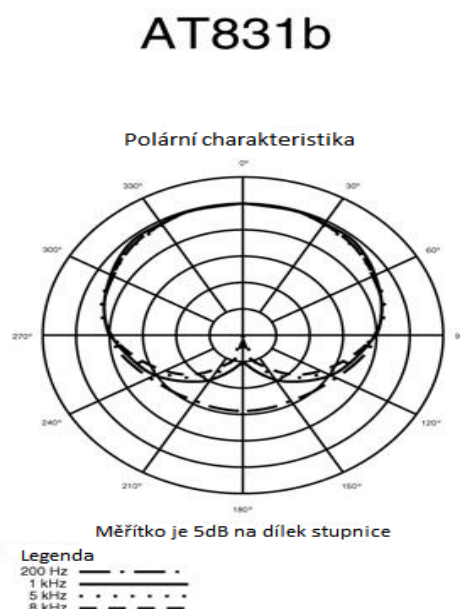 AT831b
Polární charakteristika
0°
330° 30°
300° 60°
270° 9
240° 120°
210° 150°
180°
Měřítko je 5dB na dílek stupnice
Legenda
200 Hz
1 kHz
5 kHz
8 kHz